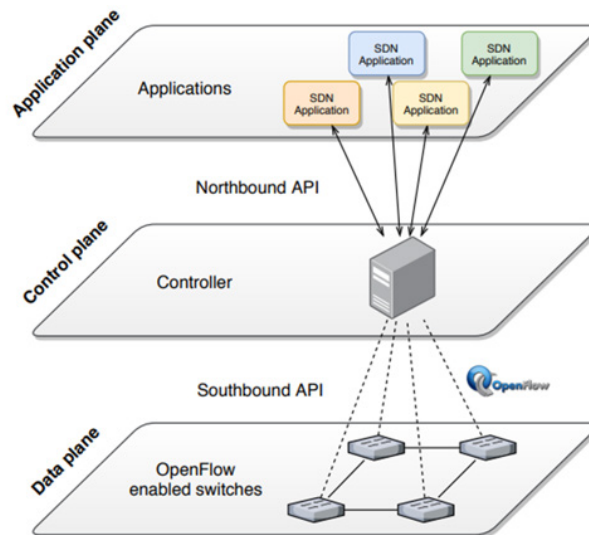 Application plane
SDN
Application
SDN
Application
Applications
SDN
Application
SDN
Application
Northbound API
Control plane
Controller
Southbound API
OpenFlow
Data plane
OpenFlow
enabled switches